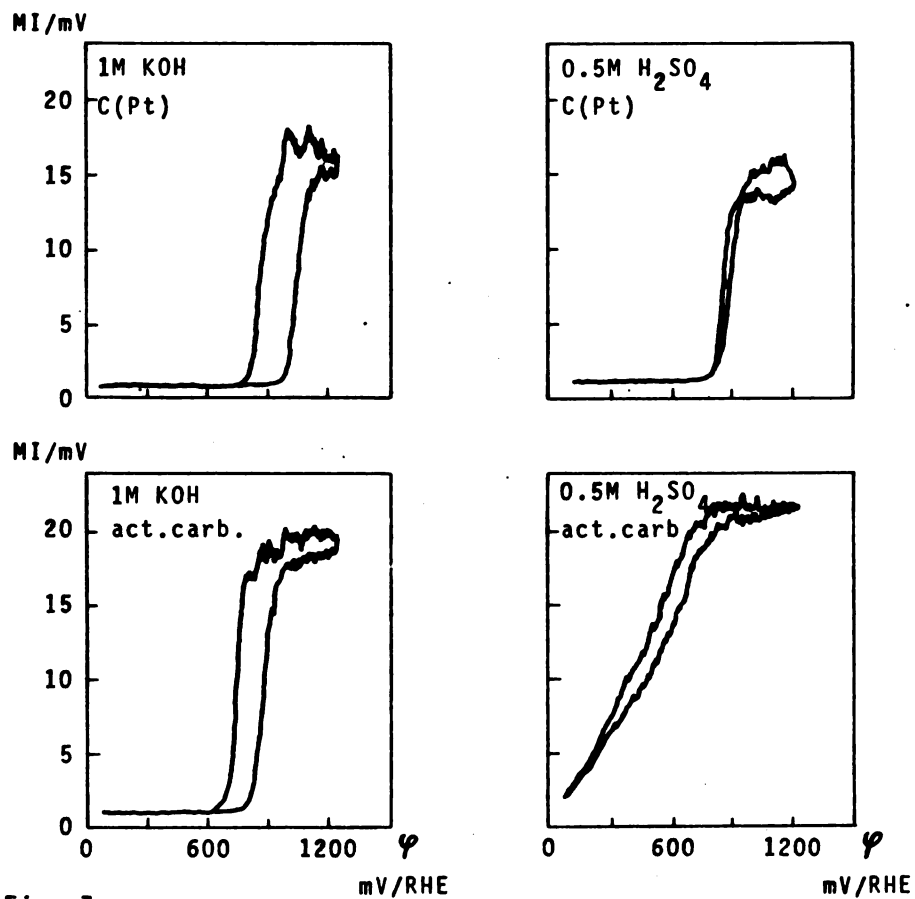 MI/mV
1M KOH
C(Pt)
20
15
10
5
0
0.5M H2SO4
C(Pt)
MI/mV
1M KOH
act.carb.
20
15
10
5
0
0 600 1200 φ
mV/RHE
0.5M H2SO4
act.carb
0 600 1200 φ
mV/RHE